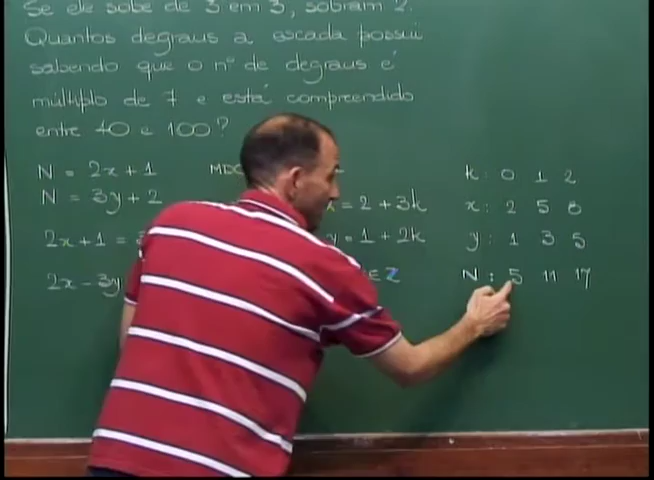 Se ele sobe de 3 em 3, sobram 2.
Quantos degraus a escada possui
sabendo que o nº de degraus é
múltiplo de 7 e está compreendido
entre 40 e 100?
N = 2x + 1
N = 3y + 2
2x + 1 =
2x - 3y
MDC
= 2 + 3k
y = 1 + 2k
E Z
k : 0 1 2
x : 2 5 8
y : 1 3 5
N : 5 11 17